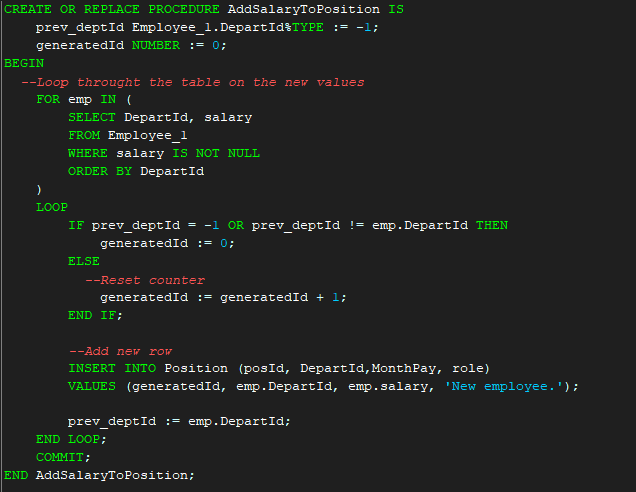 CREATE OR REPLACE PROCEDURE AddSalaryToPosition IS
    prev_deptId Employee_1.DepartId%TYPE := -1;
    generatedId NUMBER := 0;
BEGIN
  --Loop throught the table on the new values
    FOR emp IN (
        SELECT DepartId, salary
        FROM Employee_1
        WHERE salary IS NOT NULL
        ORDER BY DepartId
    )
    LOOP
        IF prev_deptId = -1 OR prev_deptId != emp.DepartId THEN
            generatedId := 0;
        ELSE
          --Reset counter
            generatedId := generatedId + 1;
        END IF;

        --Add new row
        INSERT INTO Position (posId, DepartId,MonthPay, role)
        VALUES (generatedId, emp.DepartId, emp.salary, 'New employee.');

        prev_deptId := emp.DepartId;
    END LOOP;
    COMMIT;
END AddSalaryToPosition;